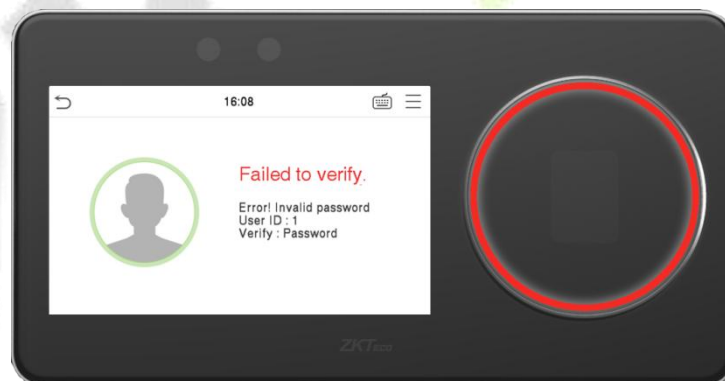 16:08
Failed to verify.
Error! Invalid password
User ID : 1
Verify : Password
ZKTeco